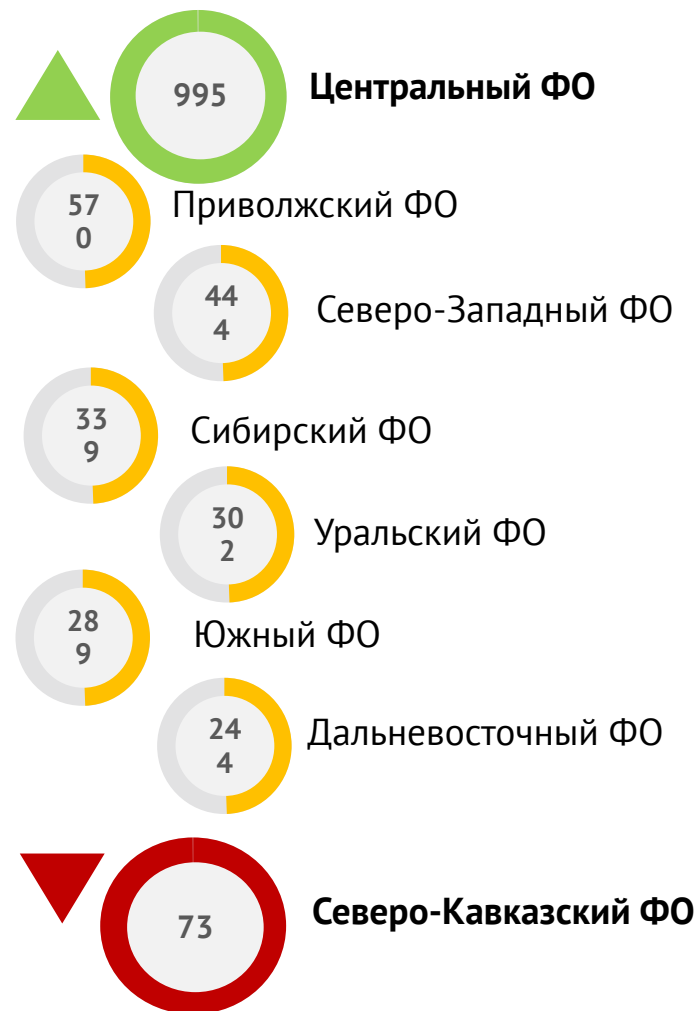 995
Центральный ФО
57
0
Приволжский ФО
44
4
Северо-Западный ФО
33
9
Сибирский ФО
30
2
Уральский ФО
28
9
Южный ФО
24
4
Дальневосточный ФО
73
Северо-Кавказский ФО